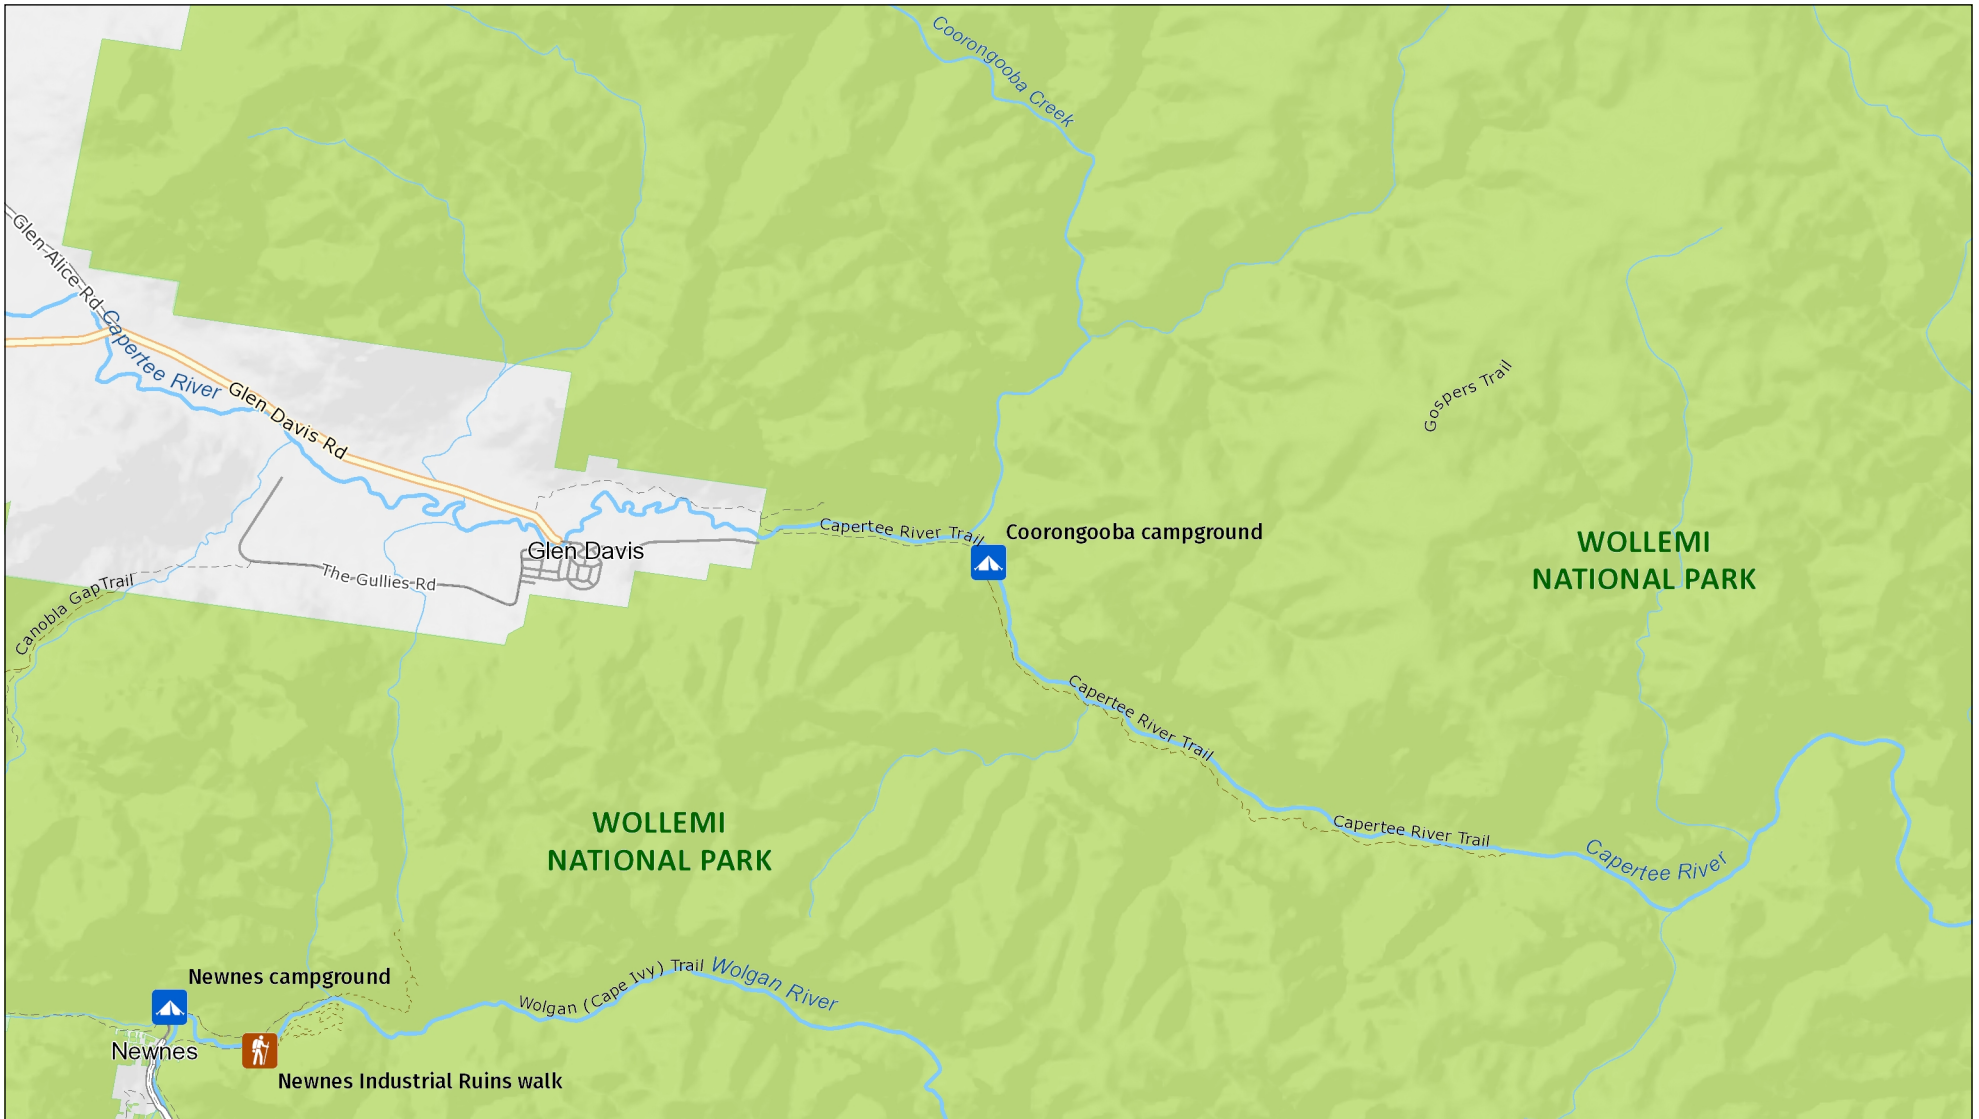 Coorongooba Creek
Glen Alice Rd
Capertee River
Glen Davis Rd
Gospers Trail
Capertee River Trail
Coorongooba campground
WOLLEMI
NATIONAL PARK
Glen Davis
The Gullies Rd
Canobla Gap Trail
Capertee River Trail
WOLLEMI
NATIONAL PARK
Capertee River Trail
Capertee River
Newnes campground
Wolgan (Cape Ivy) Trail
Wolgan River
Newnes
Newnes Industrial Ruins walk